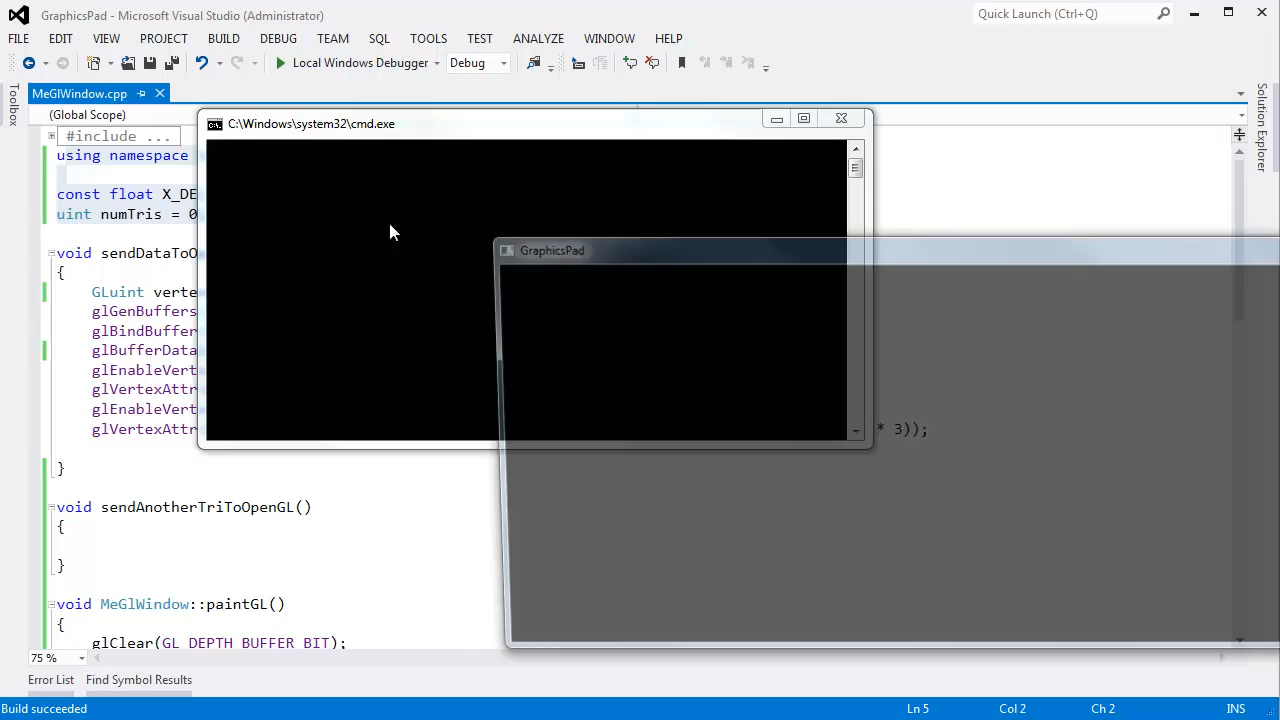 GraphicsPad - Microsoft Visual Studio (Administrator)
Quick Launch (Ctrl+Q)
FILE EDIT VIEW PROJECT BUILD DEBUG TEAM SQL TOOLS TEST ANALYZE WINDOW HELP
Local Windows Debugger Debug
MeGlWindow.cpp
Toolbox
Solution Explorer
(Global Scope)
C:\Windows\system32\cmd.exe
#include ...
using namespace
const float X_DE
uint numTris = 0
GraphicsPad
void sendDataToO
{
GLuint verte
glGenBuffers
glBindBuffer
glBufferData
glEnableVert
glVertexAttr
glEnableVert
glVertexAttr * 3));
}
void sendAnotherTriToOpenGL()
{
}
void MeGlWindow::paintGL()
{
glClear(GL_DEPTH_BUFFER_BIT);
75 %
Error List Find Symbol Results
Build succeeded Ln 5 Col 2 Ch 2 INS